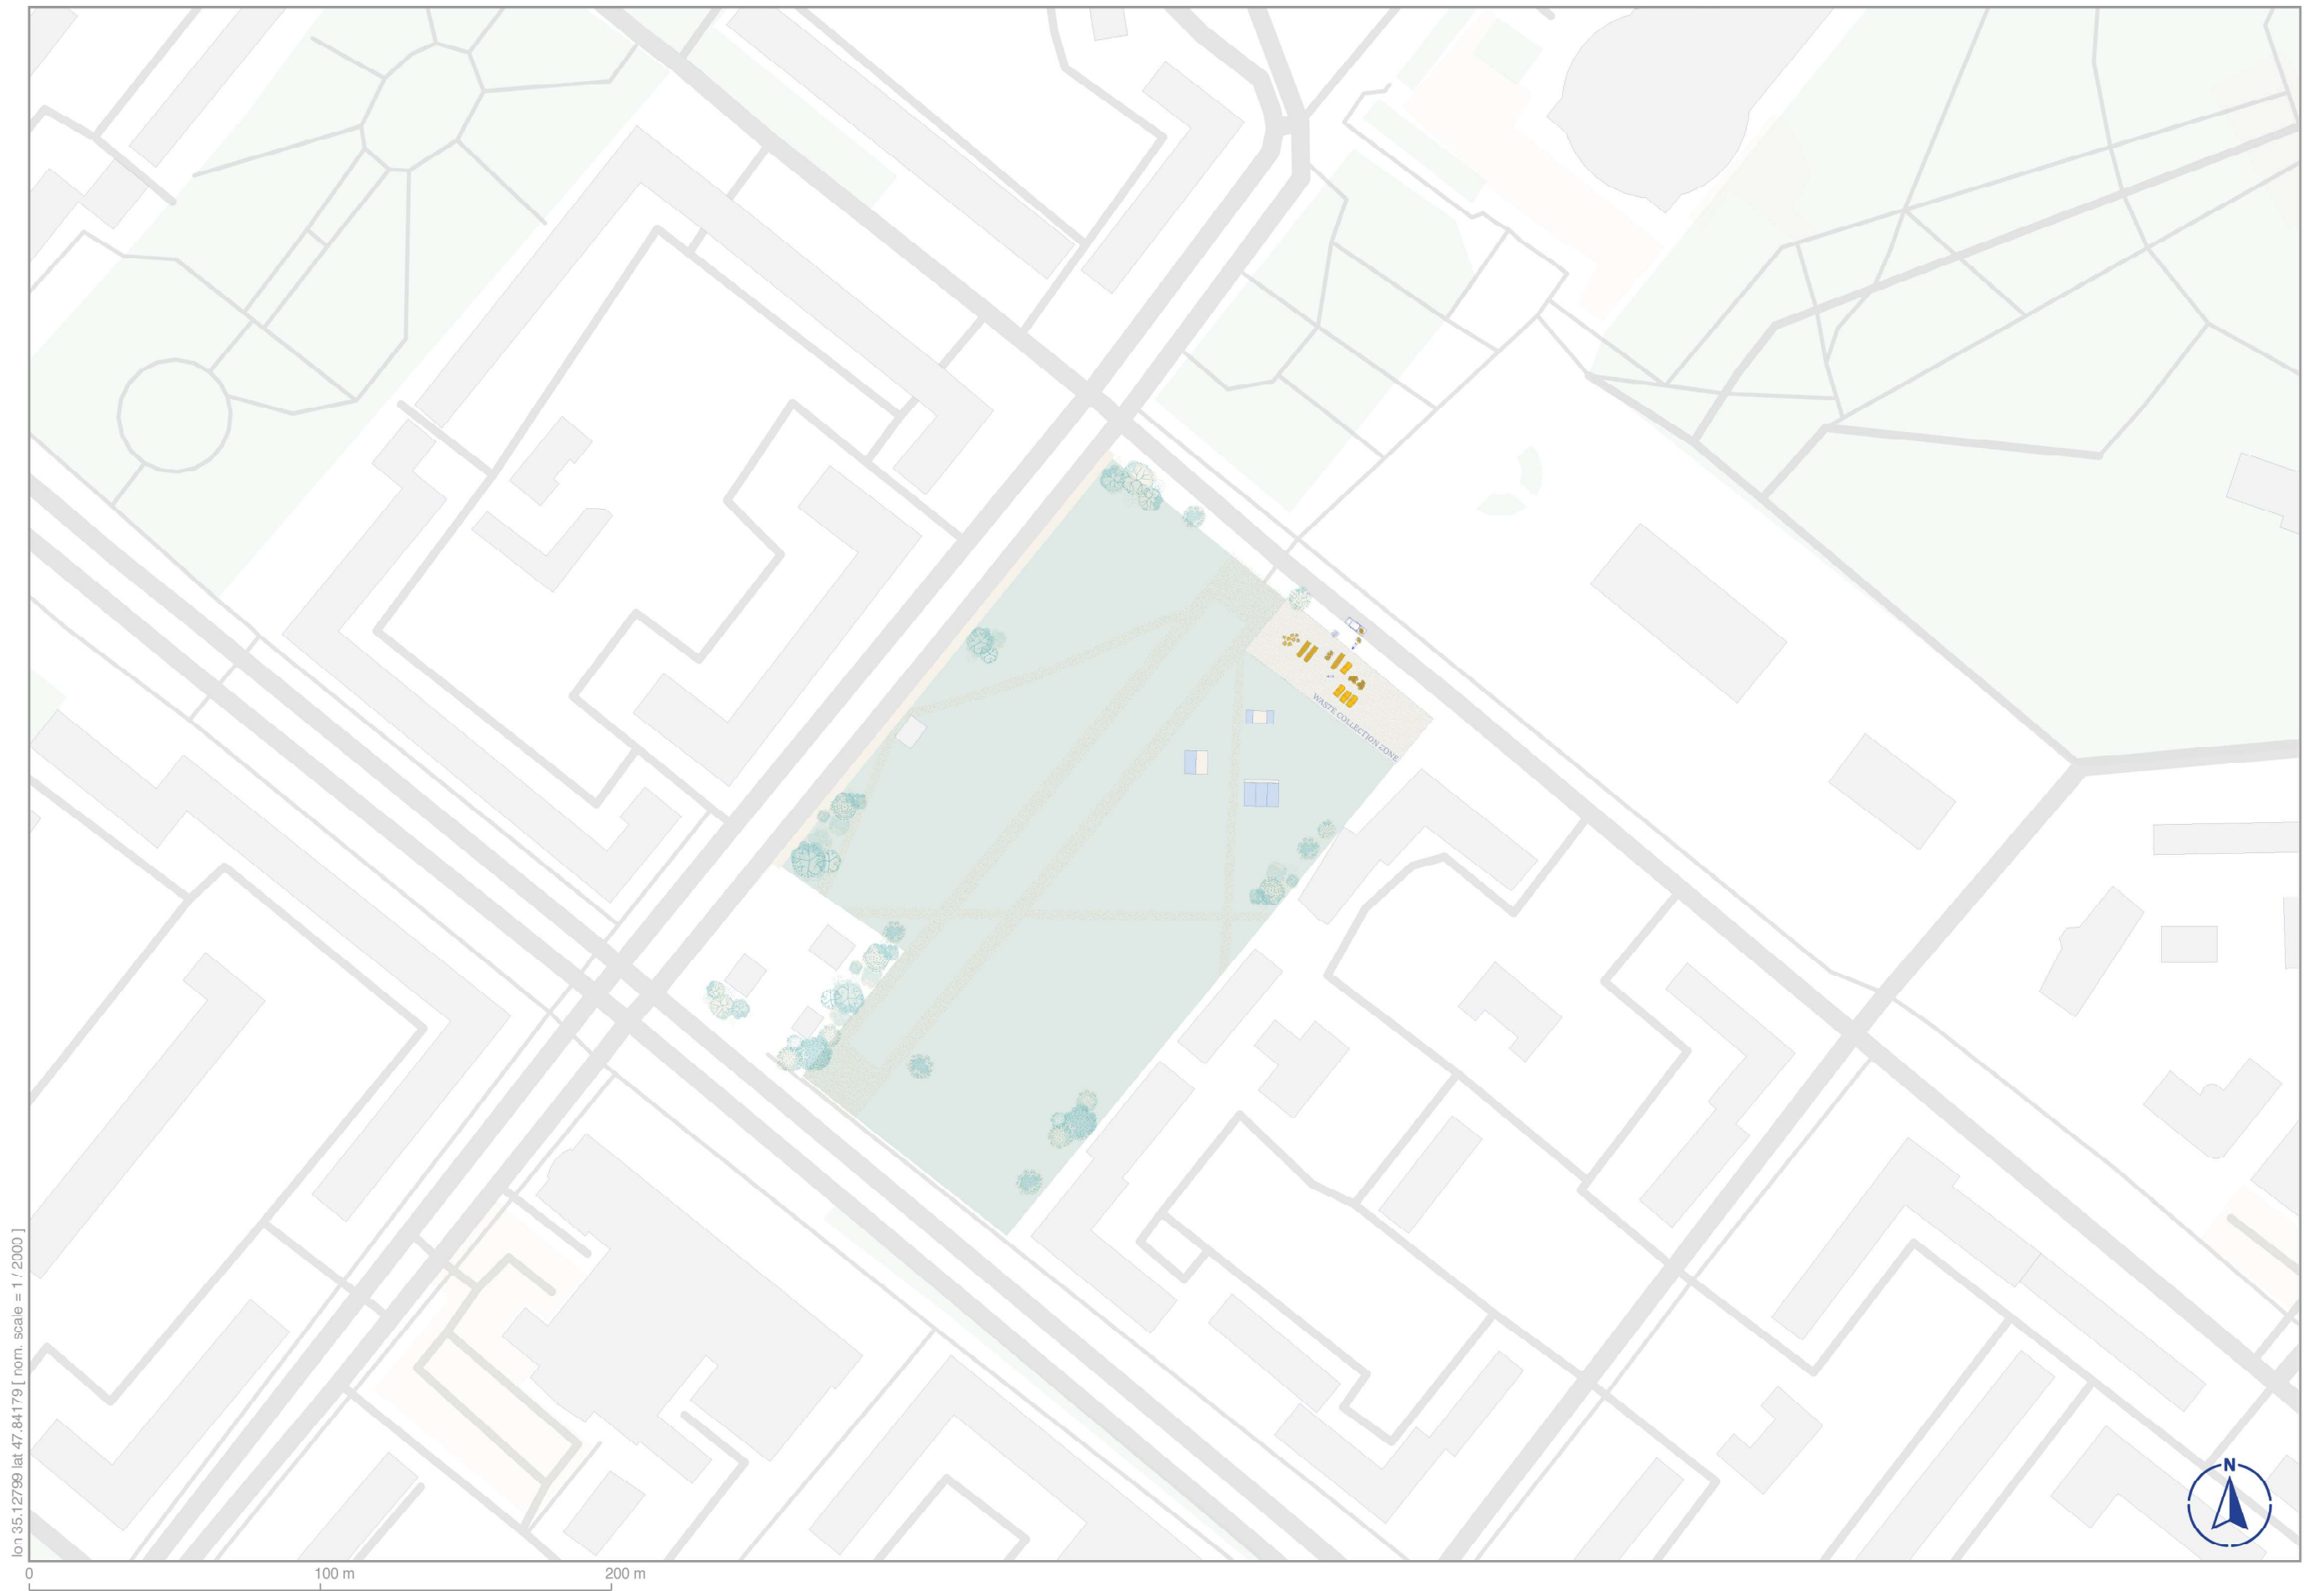 WASTE COLLECTION ZONE
N
lon 35.12799 lat 47.84179 [ nom. scale = 1 / 2000 ]
0 100 m 200 m